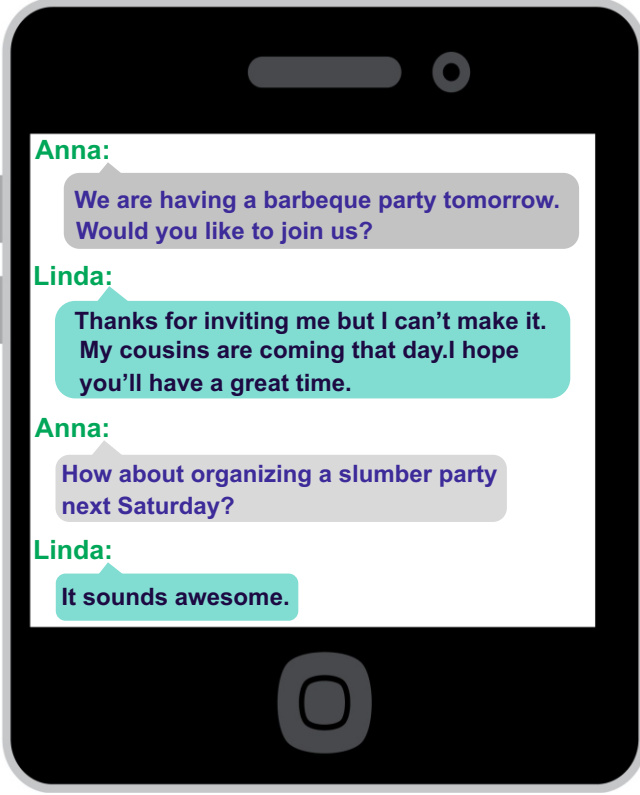 Anna:
We are having a barbeque party tomorrow.
Would you like to join us?
Linda:
Thanks for inviting me but I can't make it.
My cousins are coming that day.I hope
you'll have a great time.
Anna:
How about organizing a slumber party
next Saturday?
Linda:
It sounds awesome.